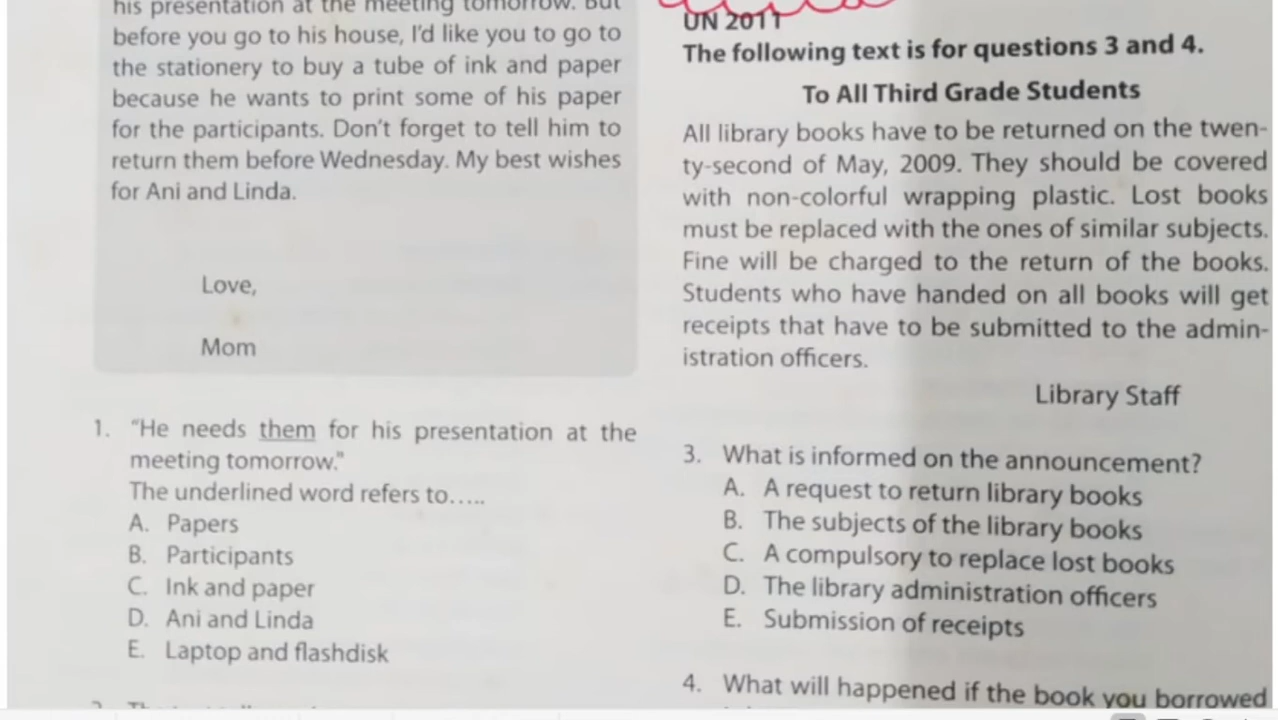 his presentation at the meeting tomorrow. But
before you go to his house, I'd like you to go to
the stationery to buy a tube of ink and paper
because he wants to print some of his paper
for the participants. Don't forget to tell him to
return them before Wednesday. My best wishes
for Ani and Linda.
Love,
Mom
1. "He needs them for his presentation at the
meeting tomorrow."
The underlined word refers to…..
A. Papers
B. Participants
C. Ink and paper
D. Ani and Linda
E. Laptop and flashdisk
UN 2011
The following text is for questions 3 and 4.
To All Third Grade Students
All library books have to be returned on the twen-
ty-second of May, 2009. They should be covered
with non-colorful wrapping plastic. Lost books
must be replaced with the ones of similar subjects.
Fine will be charged to the return of the books.
Students who have handed on all books will get
receipts that have to be submitted to the admin-
istration officers.
Library Staff
3. What is informed on the announcement?
A. A request to return library books
B. The subjects of the library books
C. A compulsory to replace lost books
D. The library administration officers
E. Submission of receipts
4. What will happened if the book you borrowed